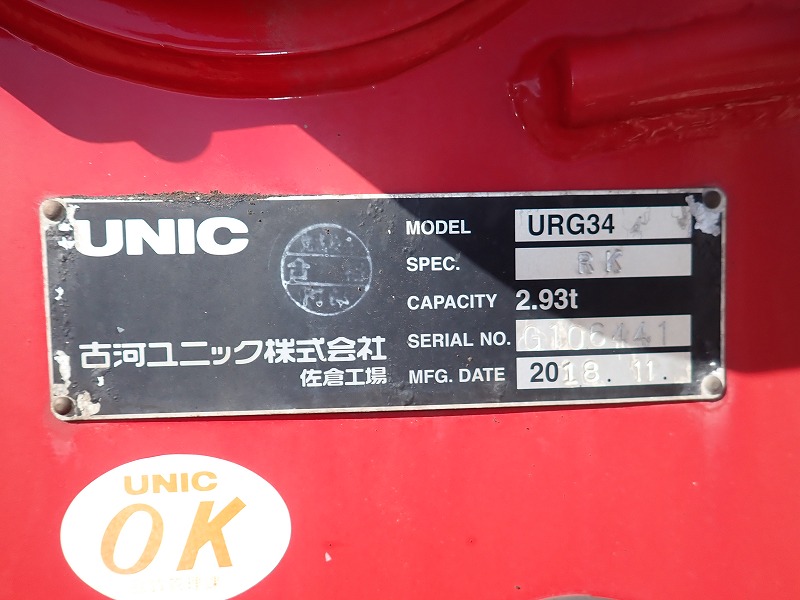 UNIC
MODEL URG34
SPEC. RK
CAPACITY 2.93t
SERIAL NO. G106441
古河ユニック株式会社
佐倉工場
MFG. DATE 2018.11.
UNIC
OK